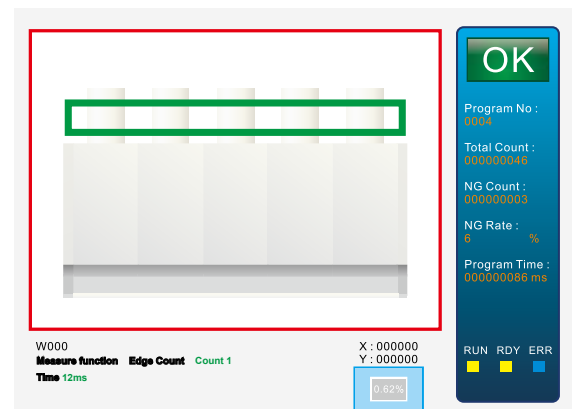 OK
Program No :
0004
Total Count :
000000046
NG Count :
000000003
NG Rate :
6 %
Program Time :
000000086 ms
RUN RDY ERR
W000
Measure function Edge Count Count 1
Time 12ms
X : 000000
Y : 000000
0.62%